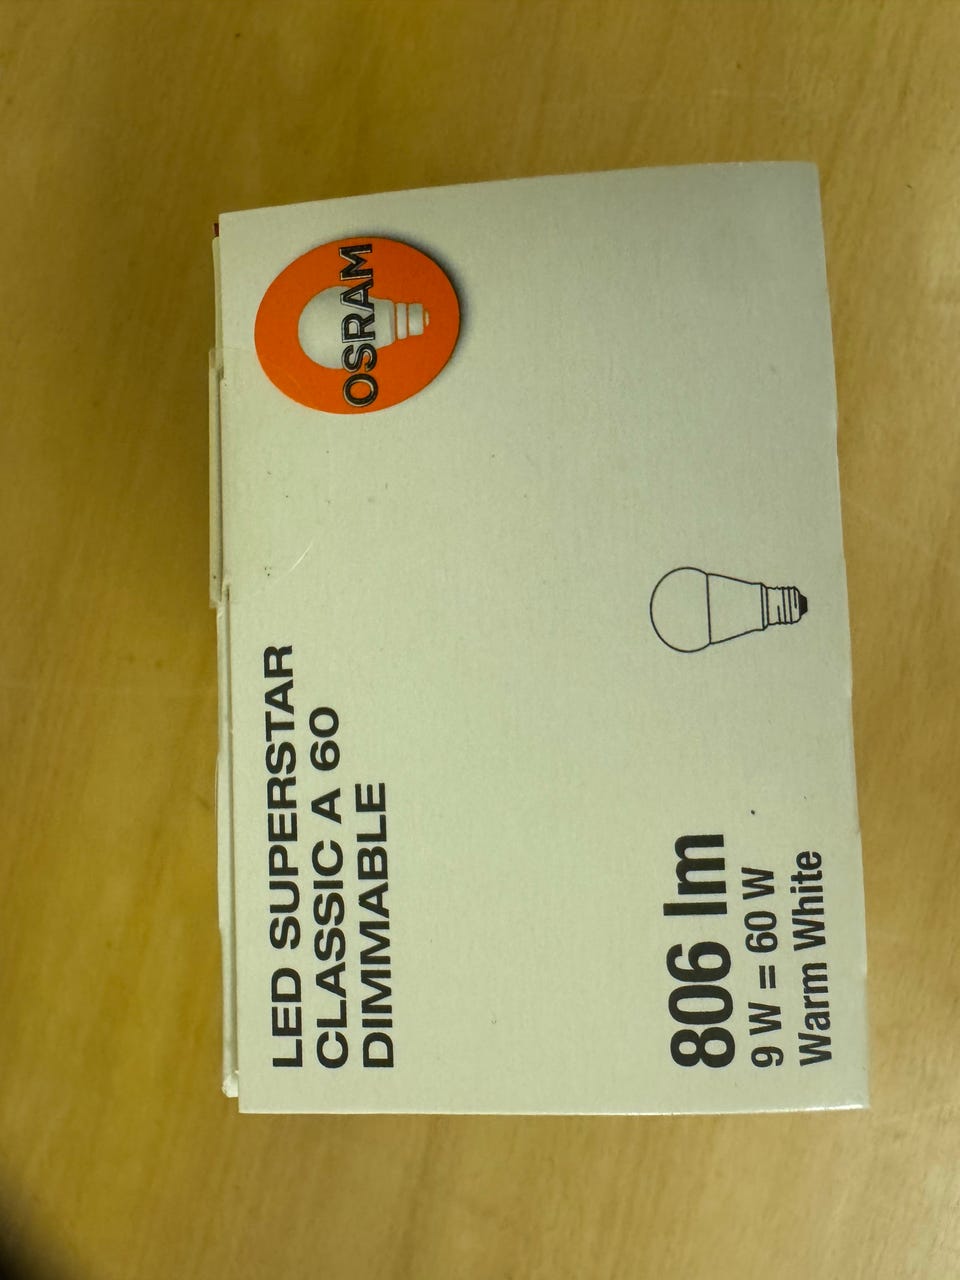 LED SUPERSTAR
CLASSIC A 60
DIMMABLE
OSRAM
806 lm
9 W = 60 W
Warm White